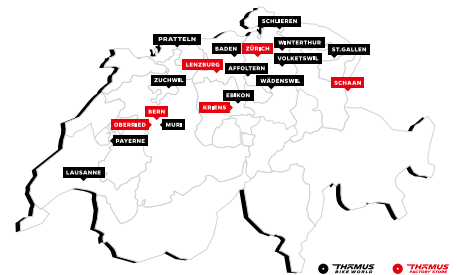 SCHLIEREN
PRATTELN
WINTERTHUR
BADEN
ZÜRICH
ST.GALLEN
VOLKETSWIL
LENZBURG
AFFOLTERN
ZUCHWIL
WÄDENSWIL
SCHAAN
EBIKON
KRIENS
BERN
OBERRIED
MURI
PAYERNE
LAUSANNE
THÖMUS
BIKE WORLD
THÖMUS
FACTORY STORE